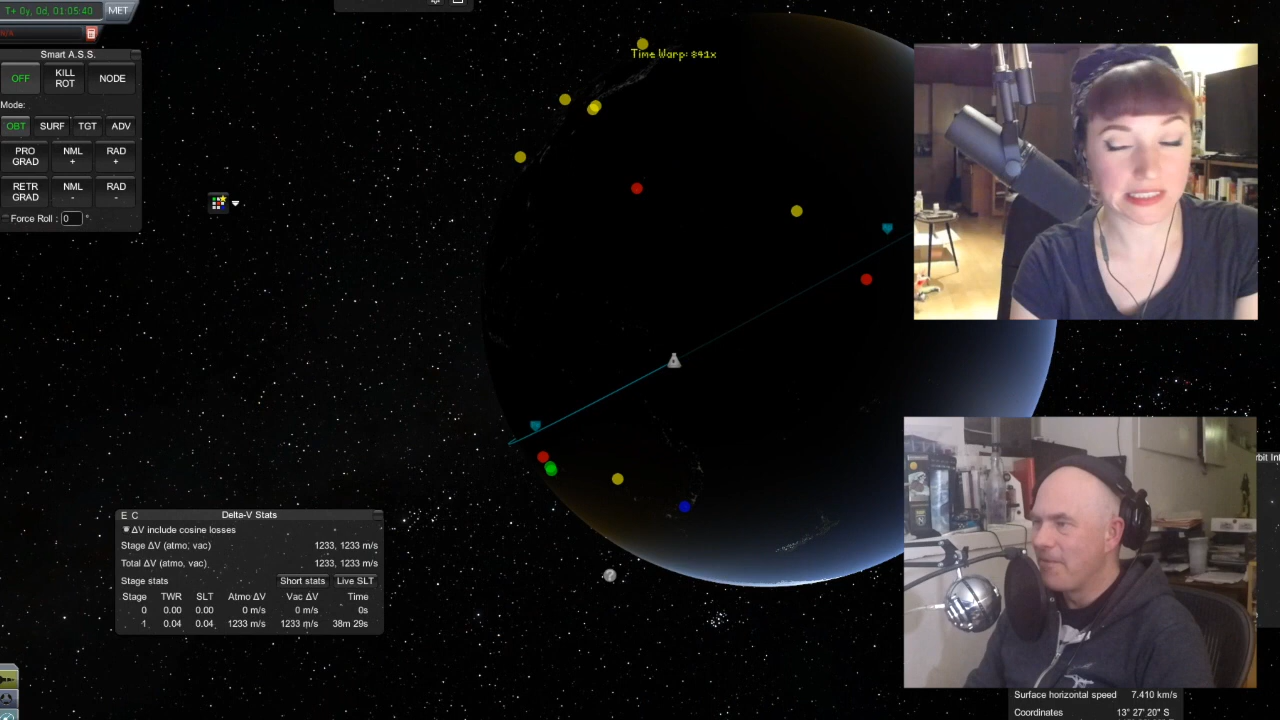 T+ 0y, 0d, 01:05:40 MET
N/A
Smart A.S.S.
OFF KILL ROT NODE
Mode:
OBT SURF TGT ADV
PRO GRAD NML + RAD +
RETR GRAD NML - RAD -
Force Roll : 0 °
Time Warp: 841x
E C Delta-V Stats
ΔV include cosine losses
Stage ΔV (atmo, vac) 1233, 1233 m/s
Total ΔV (atmo, vac) 1233, 1233 m/s
Stage stats Short stats Live SLT
Stage TWR SLT Atmo ΔV Vac ΔV Time
0 0.00 0.00 0 m/s 0 m/s 0s
1 0.04 0.04 1233 m/s 1233 m/s 38m 29s
?
rbit Inf
Surface horizontal speed 7.410 km/s
Coordinates 13° 27' 20" S